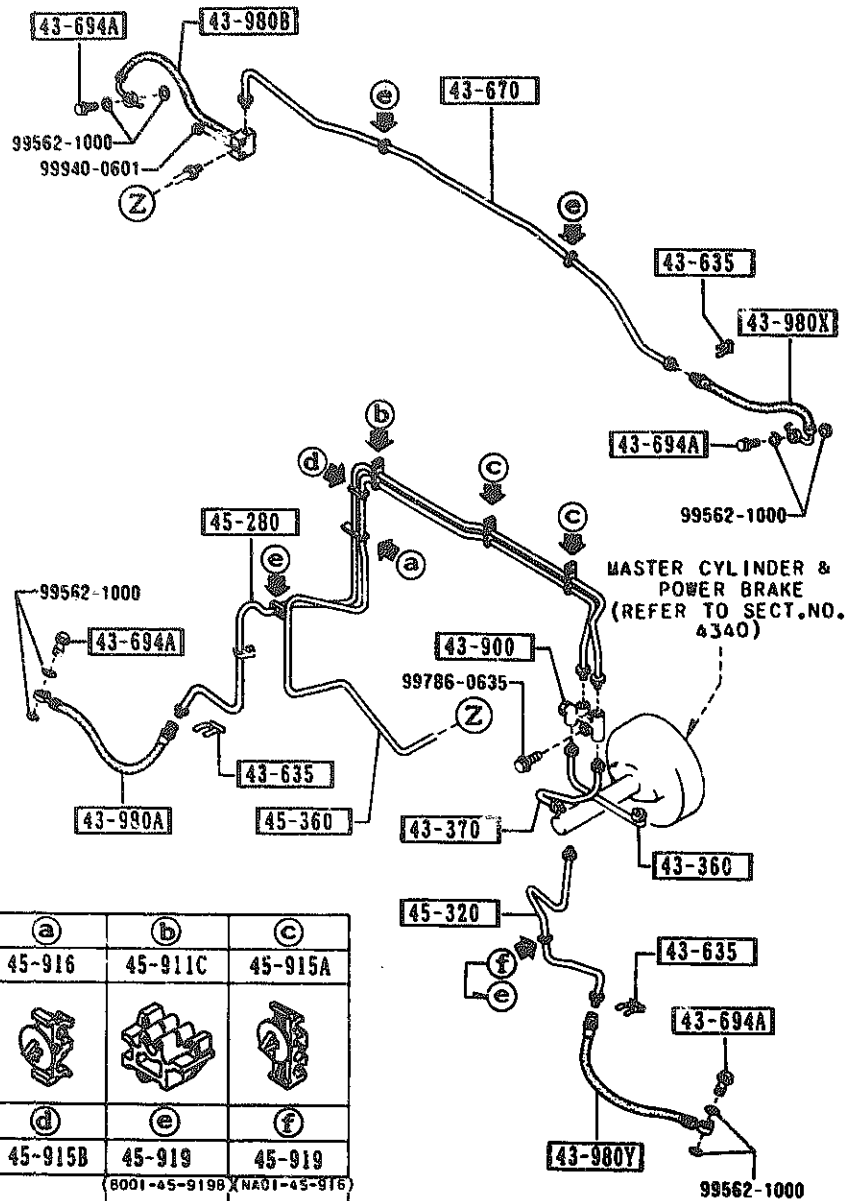 43-694A
43-980B
99562-1000
99940-0601
Z
e
43-670
e
43-635
43-980X
43-694A
99562-1000
b
d
c
45-280
c
e
a
MASTER CYLINDER &
POWER BRAKE
(REFER TO SECT.NO.
4340)
99562-1000
43-694A
43-900
99786-0635
Z
43-635
43-980A
45-360
43-370
43-360
45-320
f
e
43-635
43-694A
43-980Y
99562-1000
a b c
45-916 45-911C 45-915A
d e f
45-915B 45-919 45-919
(B001-45-919B) (NA01-45-916)